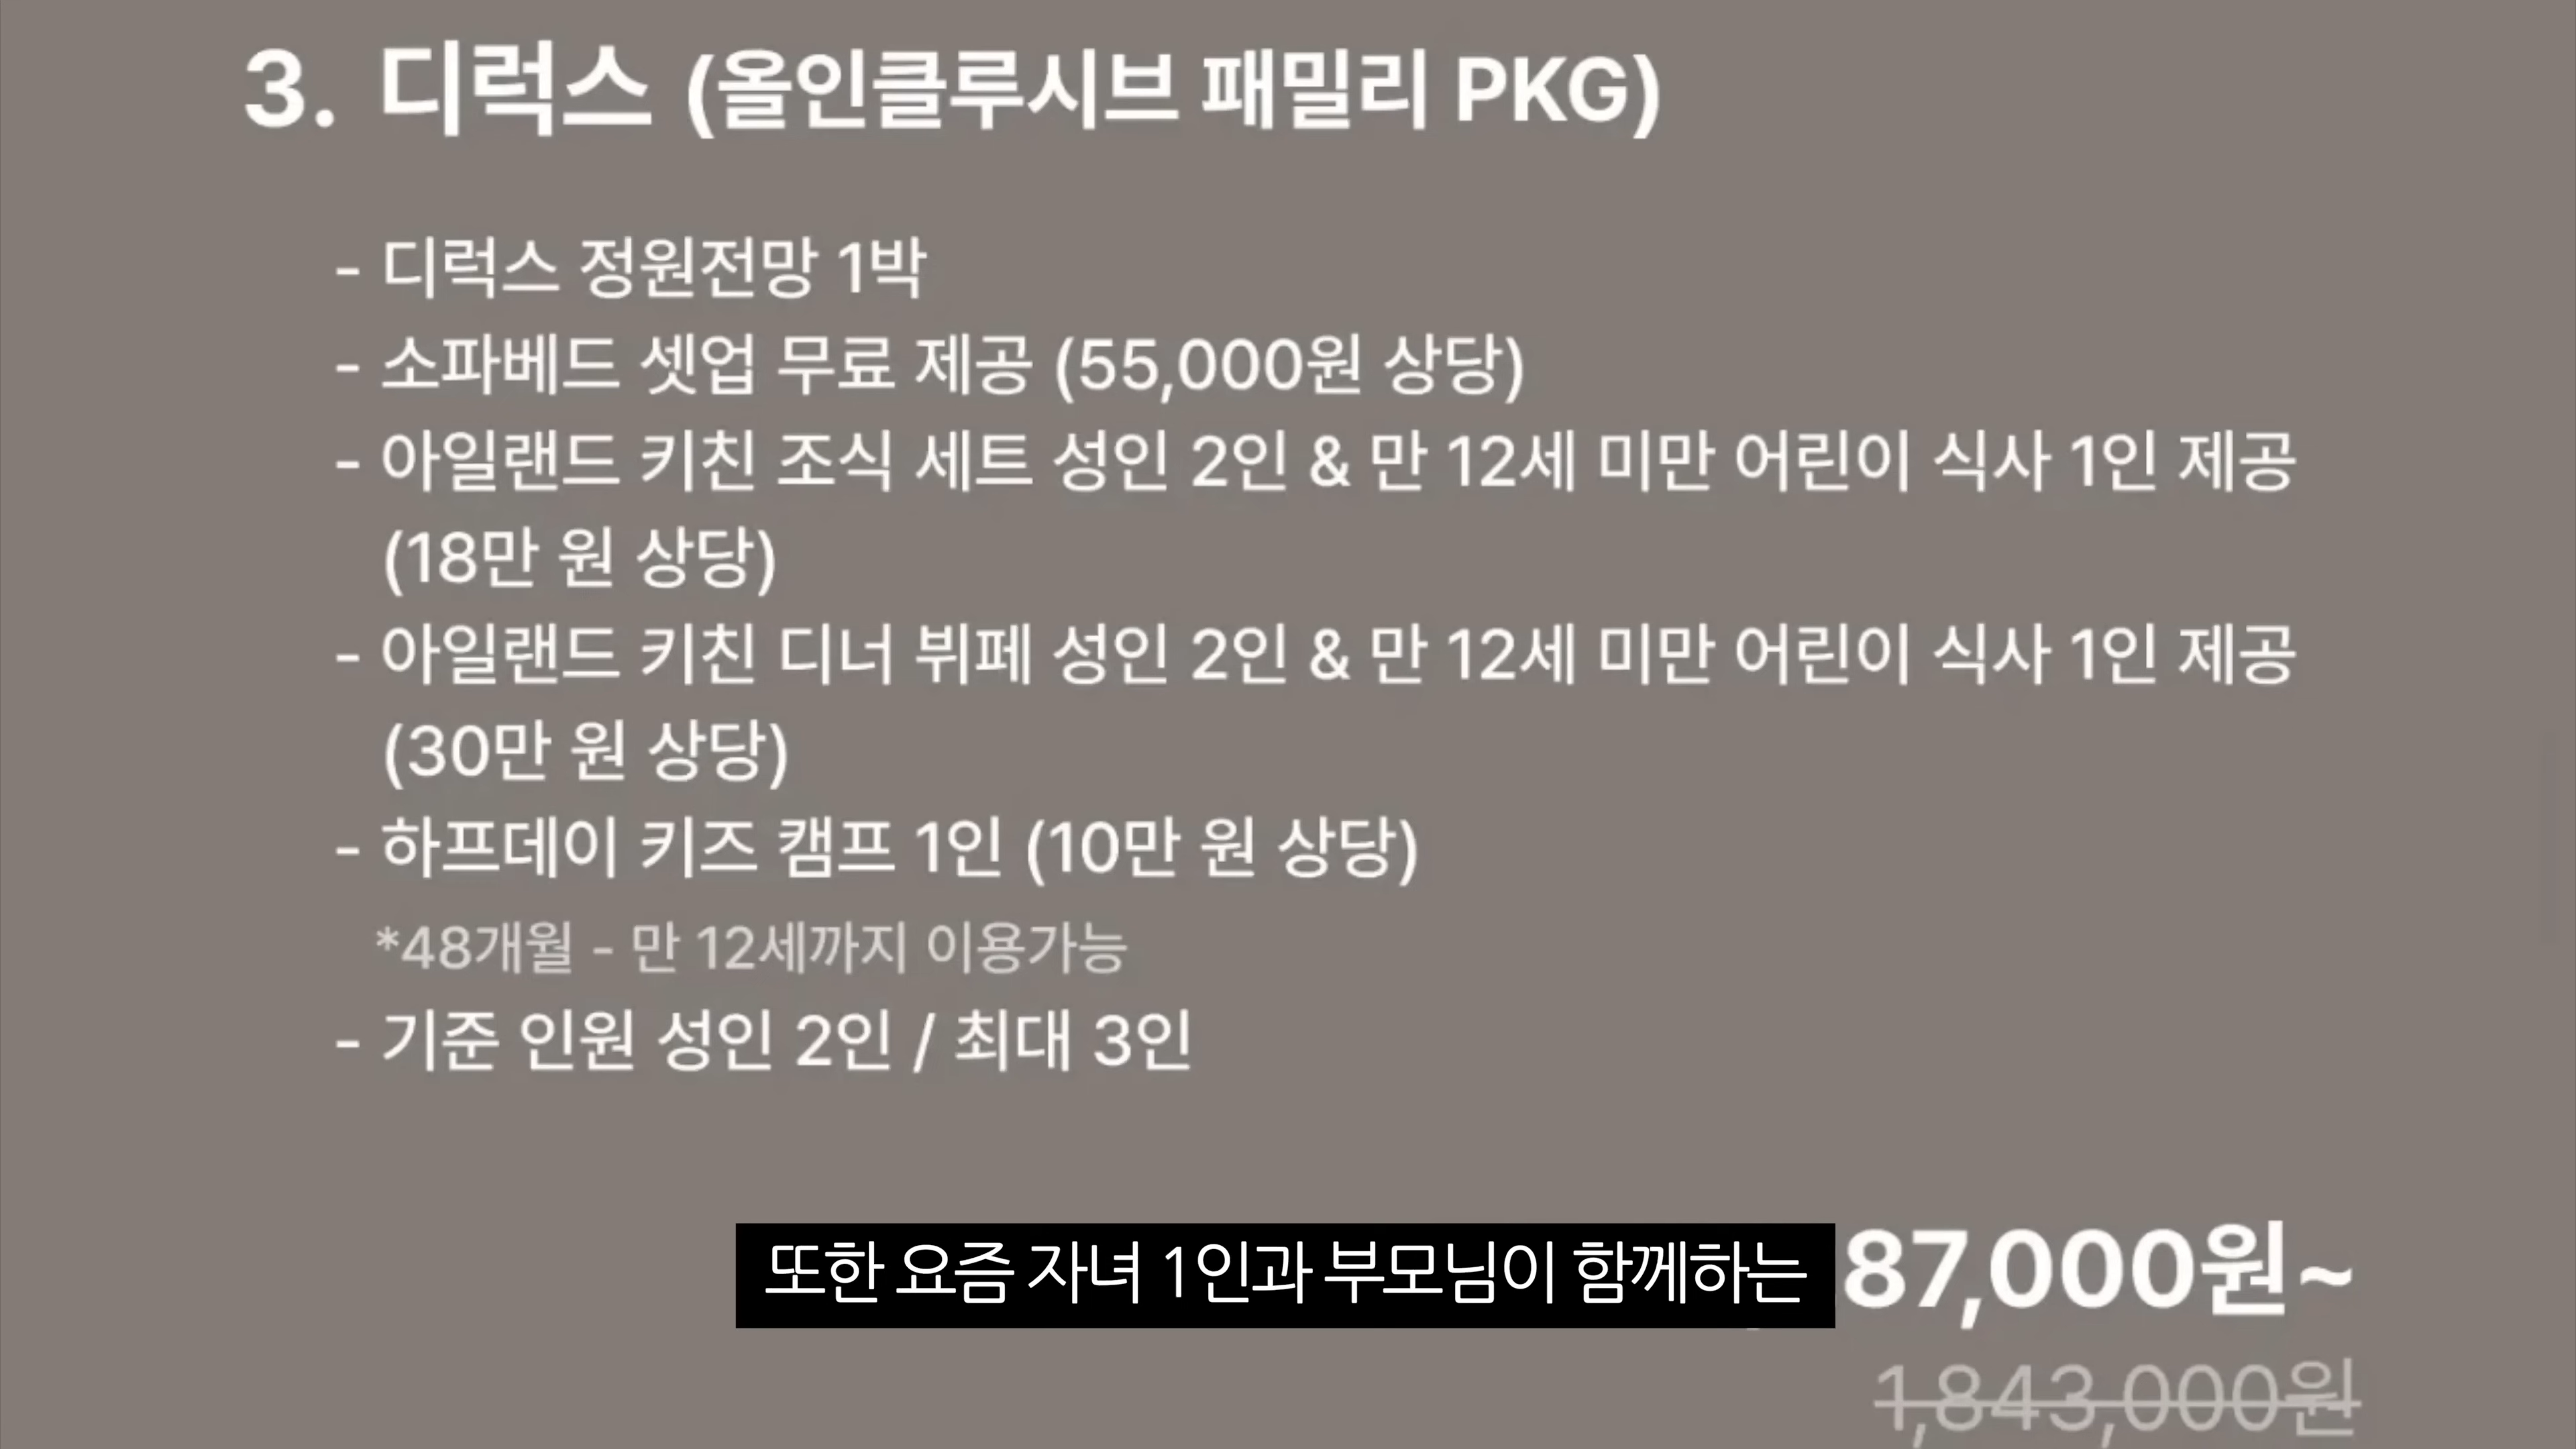 3. 디럭스 (올인클루시브 패밀리 PKG)
- 디럭스 정원전망 1박
- 소파베드 셋업 무료 제공 (55,000원 상당)
- 아일랜드 키친 조식 세트 성인 2인 & 만 12세 미만 어린이 식사 1인 제공
(18만 원 상당)
- 아일랜드 키친 디너 뷔페 성인 2인 & 만 12세 미만 어린이 식사 1인 제공
(30만 원 상당)
- 하프데이 키즈 캠프 1인 (10만 원 상당)
*48개월 - 만 12세까지 이용가능
- 기준 인원 성인 2인 / 최대 3인
또한 요즘 자녀 1인과 부모님이 함께하는
87,000원~
1,843,000원